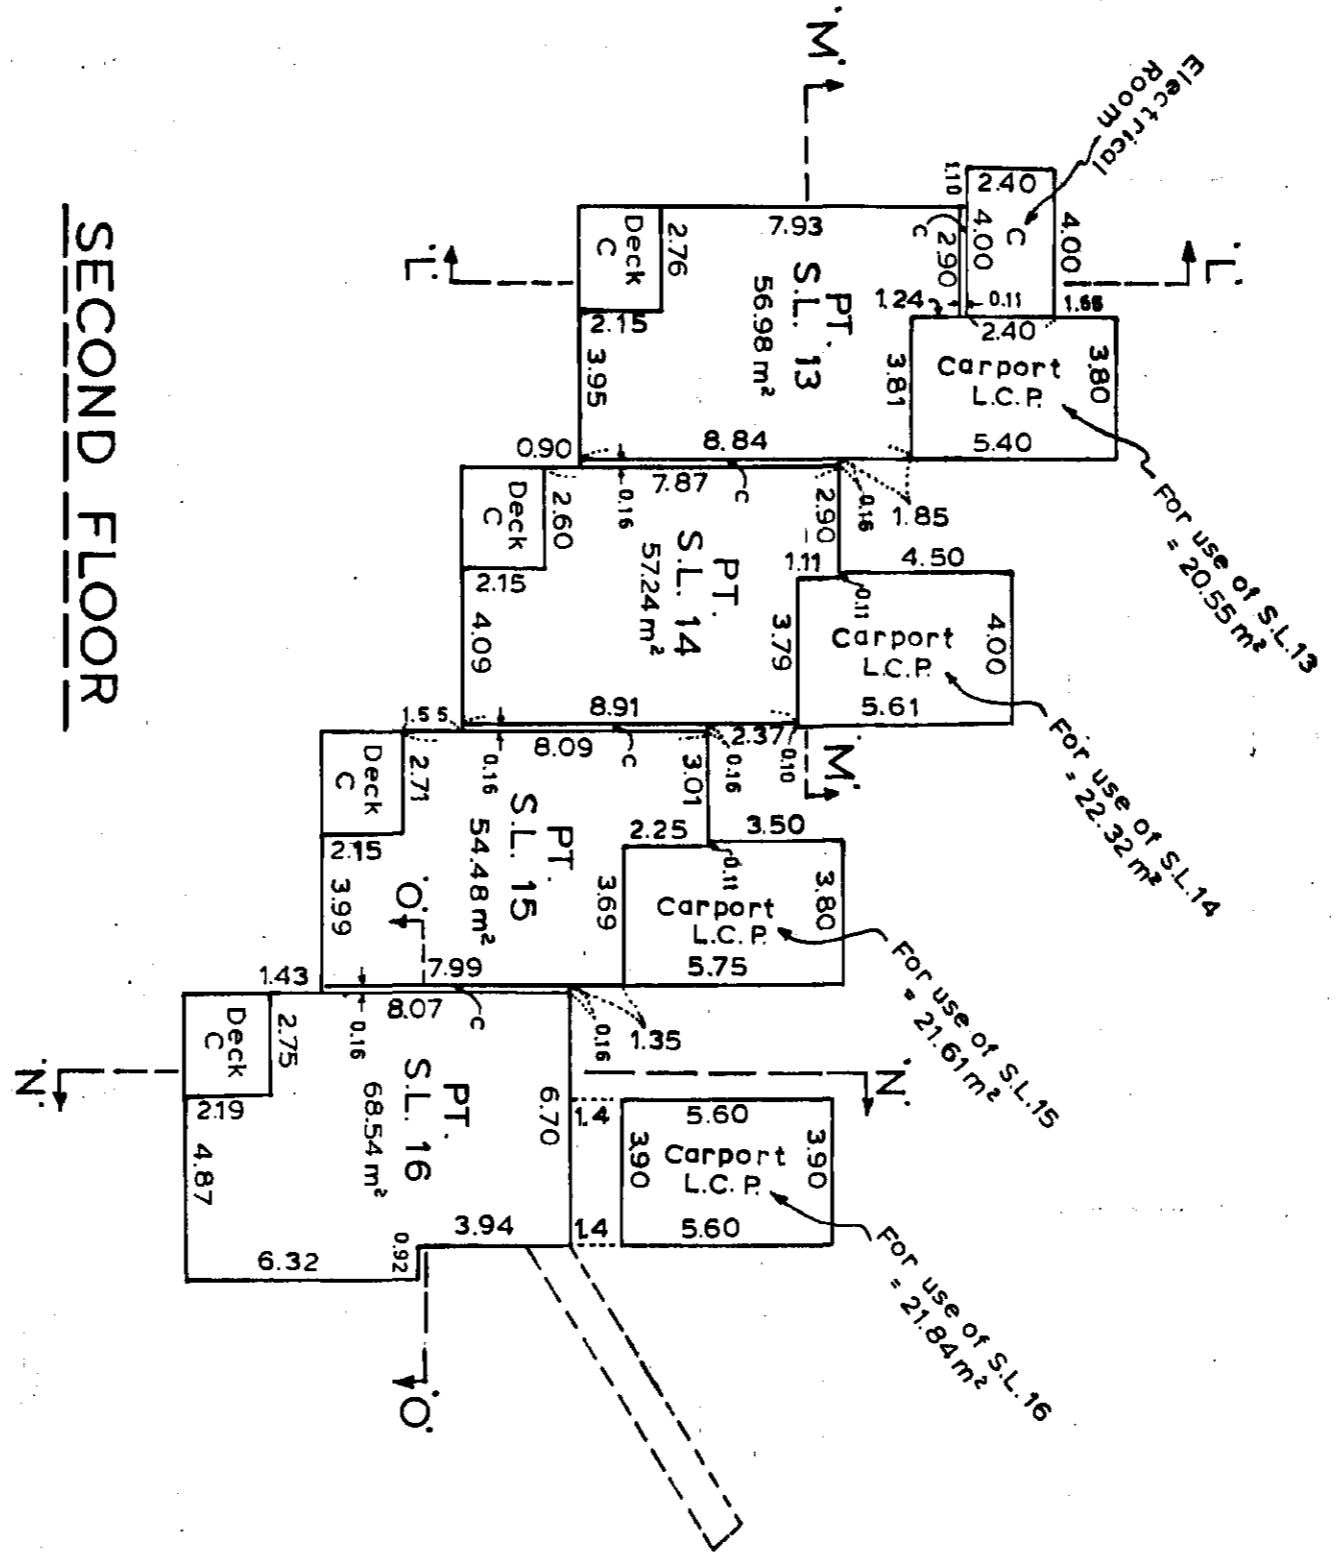 'M'
Electrical
Room
1.10
2.40
C
4.00
4.00
c
2.90
7.93
Deck
C
2.76
'L'
'L'
PT.
S.L. 13
56.98 m²
1.24
0.11
1.66
2.40
2.15
3.95
3.81
Carport
L.C.P.
3.80
5.40
For use of S.L.13
= 20.55 m²
0.90
8.84
c
7.87
0.16
0.16
1.85
Deck
C
2.60
2.90
PT.
S.L. 14
57.24 m²
1.11
4.50
0.11
2.15
4.09
3.79
Carport
L.C.P.
4.00
5.61
For use of S.L.14
= 22.32 m²
1.55
8.91
c
8.09
0.16
2.37
0.16
0.10
'M'
Deck
C
2.71
3.01
PT.
S.L. 15
54.48 m²
2.25
3.50
0.11
2.15
3.99
'O'
3.69
Carport
L.C.P.
3.80
5.75
For use of S.L.15
= 21.61 m²
1.43
7.99
c
8.07
0.16
0.16
1.35
Deck
C
2.75
'N'
'N'
PT.
S.L. 16
68.54 m²
6.70
2.19
4.87
1.4
5.60
3.90
Carport
L.C.P.
3.90
1.4
5.60
For use of S.L.16
= 21.84 m²
3.94
0.92
6.32
'O'
SECOND FLOOR